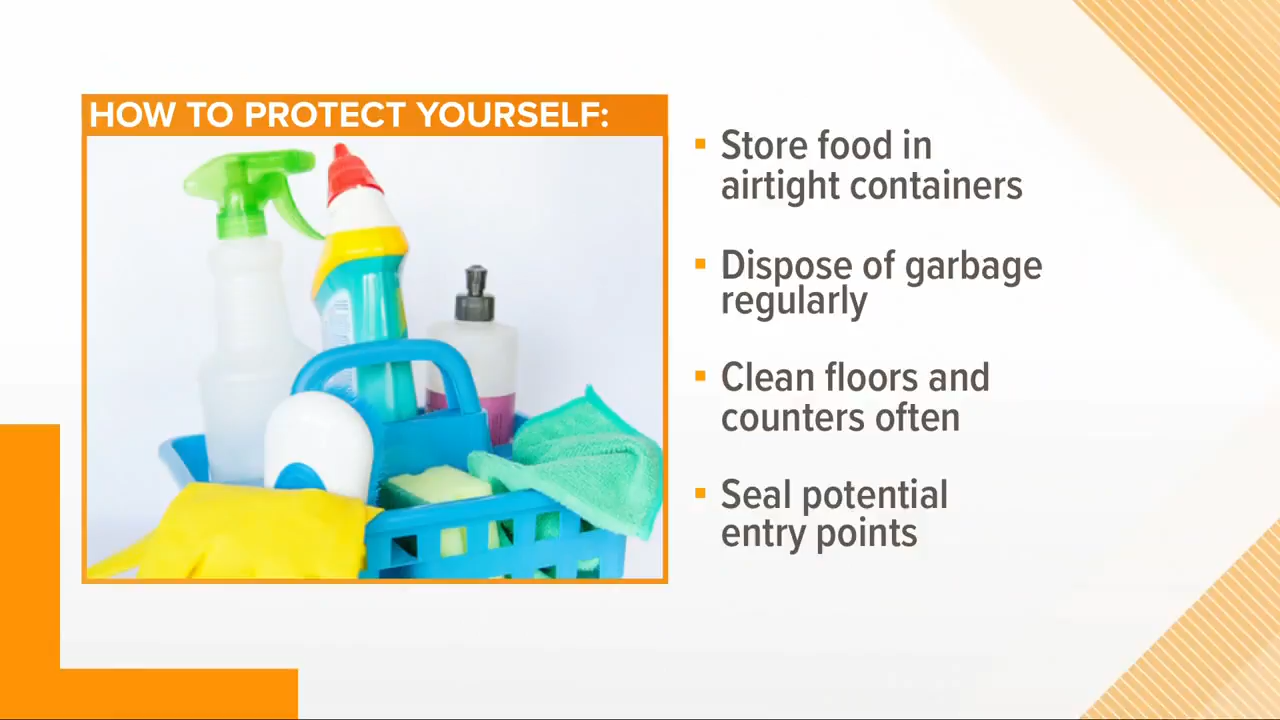 HOW TO PROTECT YOURSELF:
▪ Store food in
airtight containers
▪ Dispose of garbage
regularly
▪ Clean floors and
counters often
▪ Seal potential
entry points